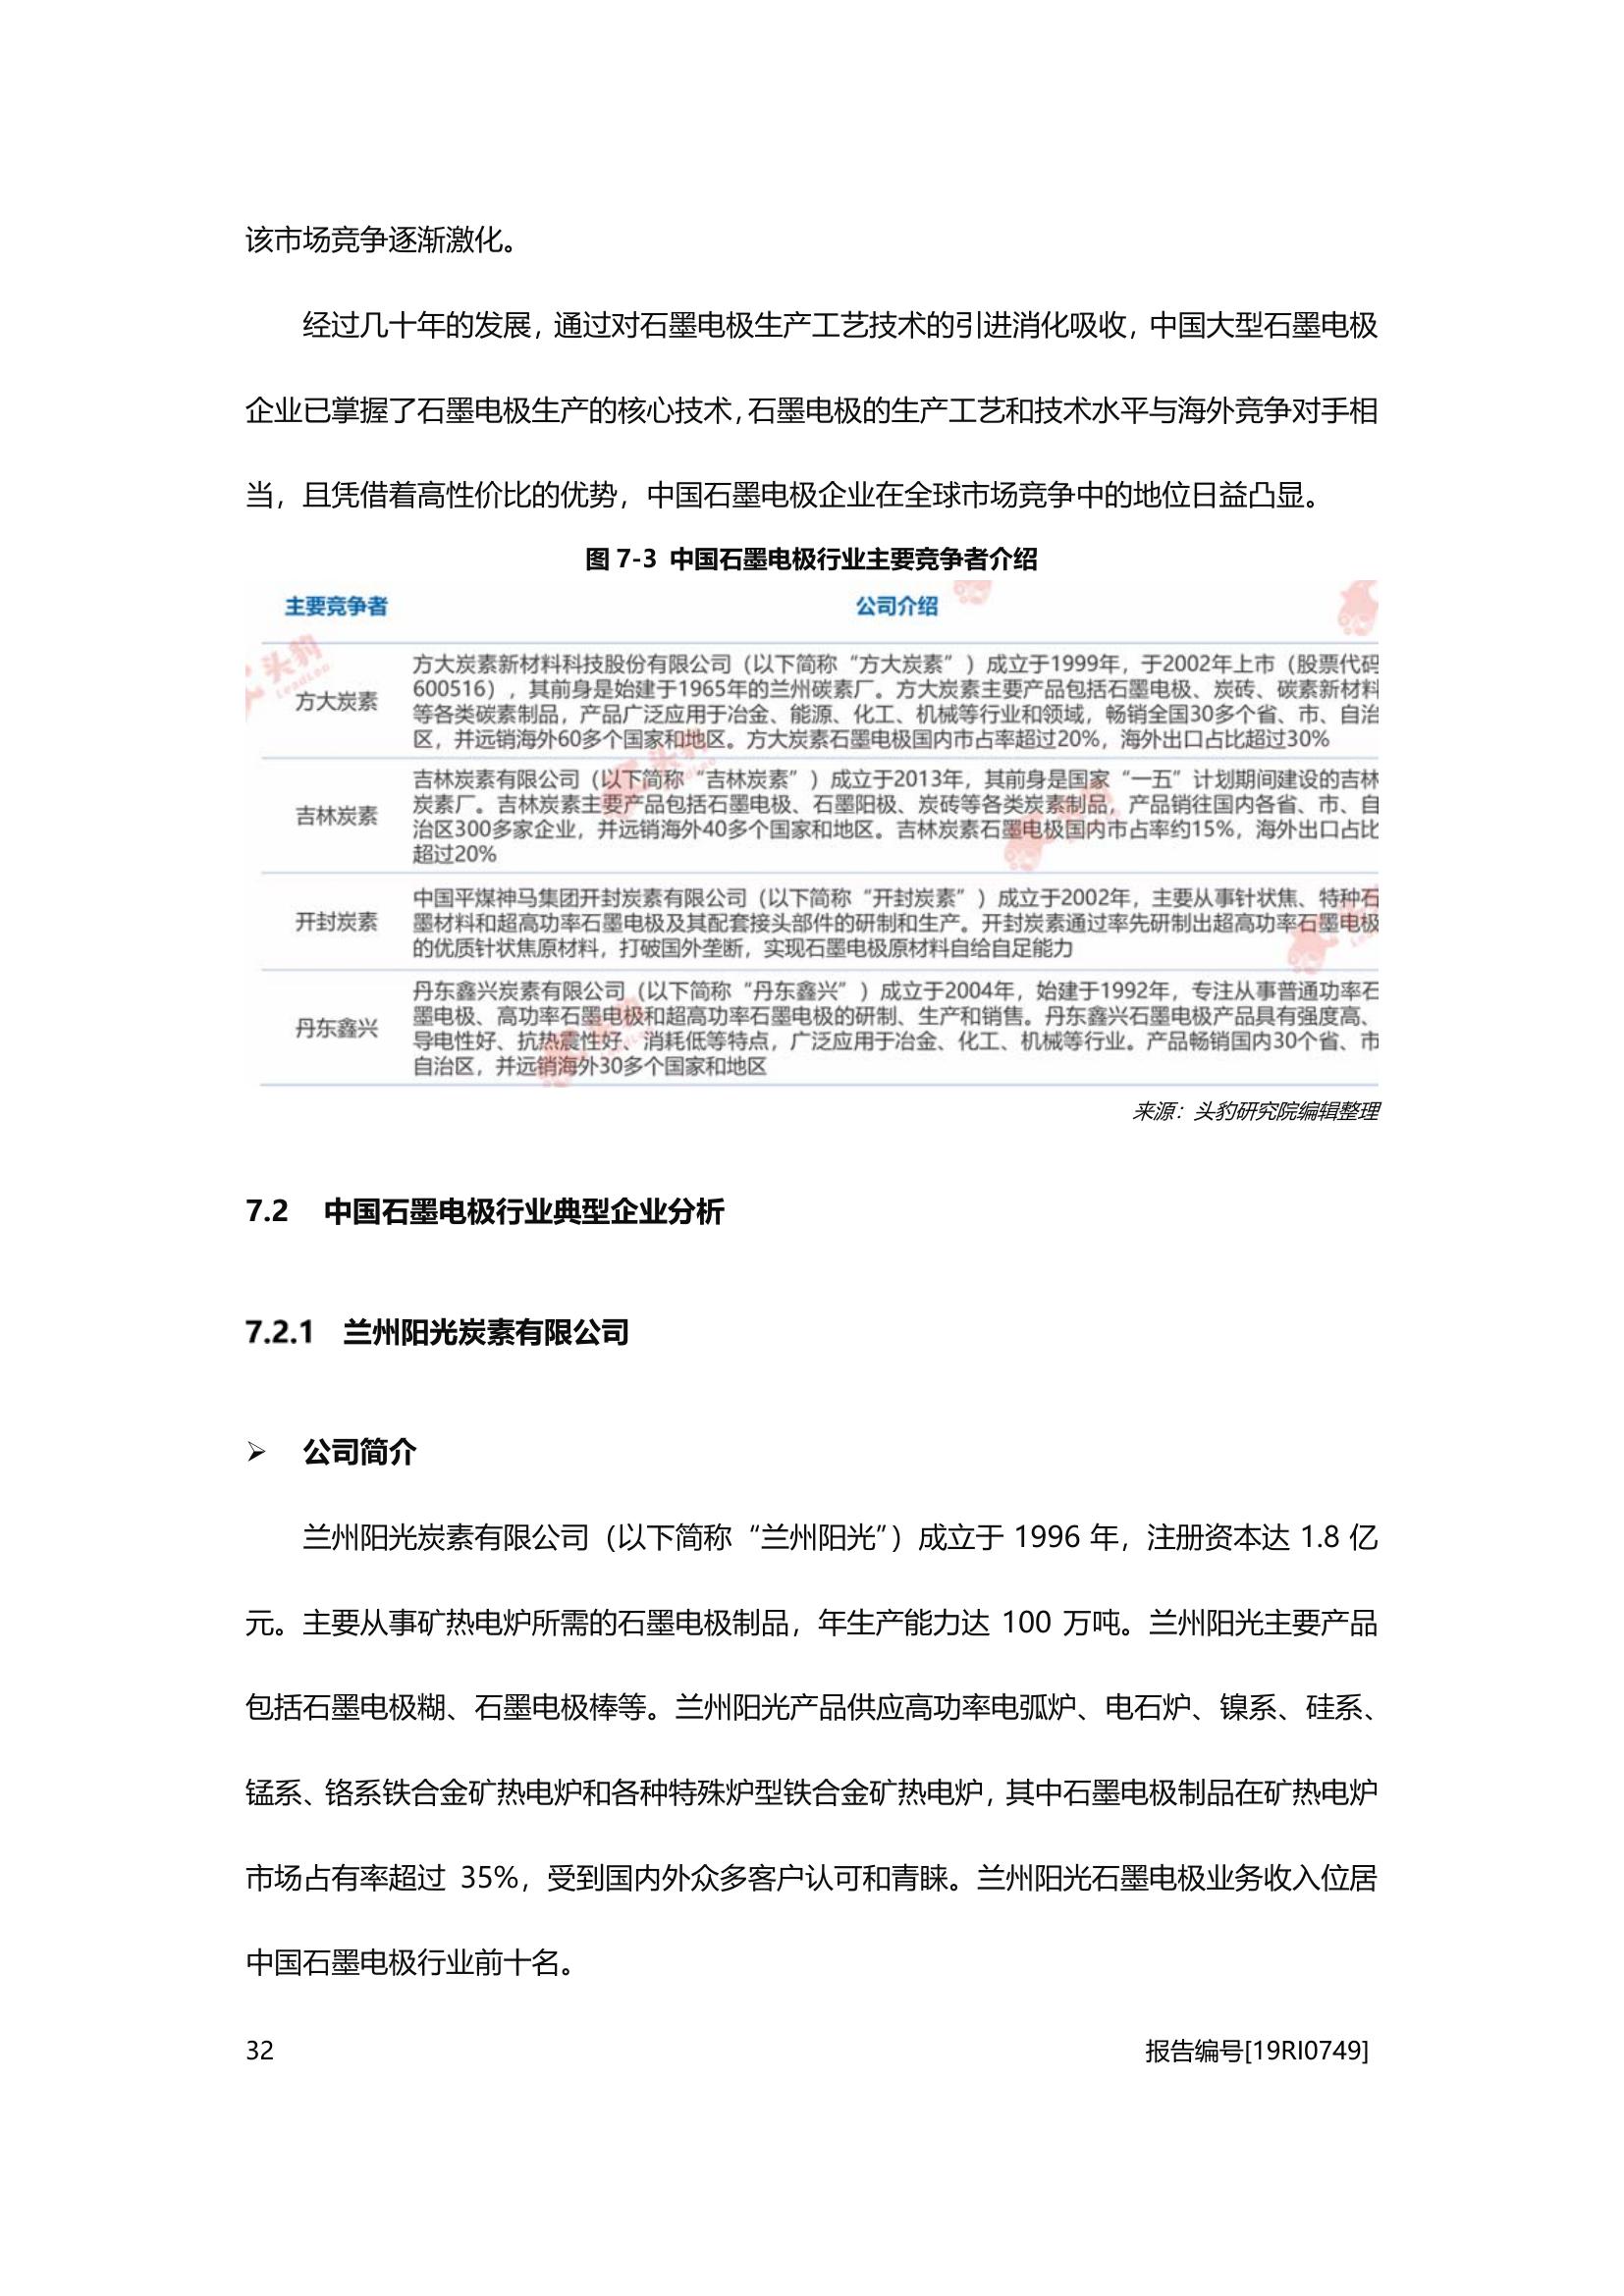 该市场竞争逐渐激化。
经过几十年的发展，通过对石墨电极生产工艺技术的引进消化吸收，中国大型石墨电极
企业已掌握了石墨电极生产的核心技术，石墨电极的生产工艺和技术水平与海外竞争对手相
当，且凭借着高性价比的优势，中国石墨电极企业在全球市场竞争中的地位日益凸显。
图 7-3 中国石墨电极行业主要竞争者介绍
主要竞争者 公司介绍
方大炭素
方大炭素新材料科技股份有限公司（以下简称“方大炭素”）成立于1999年，于2002年上市（股票代码
600516），其前身是始建于1965年的兰州碳素厂。方大炭素主要产品包括石墨电极、炭砖、碳素新材料
等各类碳素制品，产品广泛应用于冶金、能源、化工、机械等行业和领域，畅销全国30多个省、市、自治
区，并远销海外60多个国家和地区。方大炭素石墨电极国内市占率超过20%，海外出口占比超过30%
吉林炭素
吉林炭素有限公司（以下简称“吉林炭素”）成立于2013年，其前身是国家“一五”计划期间建设的吉林
炭素厂。吉林炭素主要产品包括石墨电极、石墨阳极、炭砖等各类炭素制品，产品销往国内各省、市、自
治区300多家企业，并远销海外40多个国家和地区。吉林炭素石墨电极国内市占率约15%，海外出口占比
超过20%
开封炭素
中国平煤神马集团开封炭素有限公司（以下简称“开封炭素”）成立于2002年，主要从事针状焦、特种石
墨材料和超高功率石墨电极及其配套接头部件的研制和生产。开封炭素通过率先研制出超高功率石墨电极
的优质针状焦原材料，打破国外垄断，实现石墨电极原材料自给自足能力
丹东鑫兴
丹东鑫兴炭素有限公司（以下简称“丹东鑫兴”）成立于2004年，始建于1992年，专注从事普通功率石
墨电极、高功率石墨电极和超高功率石墨电极的研制、生产和销售。丹东鑫兴石墨电极产品具有强度高、
导电性好、抗热震性好、消耗低等特点，广泛应用于冶金、化工、机械等行业。产品畅销国内30个省、市
自治区，并远销海外30多个国家和地区
头豹
LeadLeo
来源：头豹研究院编辑整理
7.2 中国石墨电极行业典型企业分析
7.2.1 兰州阳光炭素有限公司
➢ 公司简介
兰州阳光炭素有限公司（以下简称“兰州阳光”）成立于 1996 年，注册资本达 1.8 亿
元。主要从事矿热电炉所需的石墨电极制品，年生产能力达 100 万吨。兰州阳光主要产品
包括石墨电极糊、石墨电极棒等。兰州阳光产品供应高功率电弧炉、电石炉、镍系、硅系、
锰系、铬系铁合金矿热电炉和各种特殊炉型铁合金矿热电炉，其中石墨电极制品在矿热电炉
市场占有率超过 35%，受到国内外众多客户认可和青睐。兰州阳光石墨电极业务收入位居
中国石墨电极行业前十名。
32 报告编号[19RI0749]